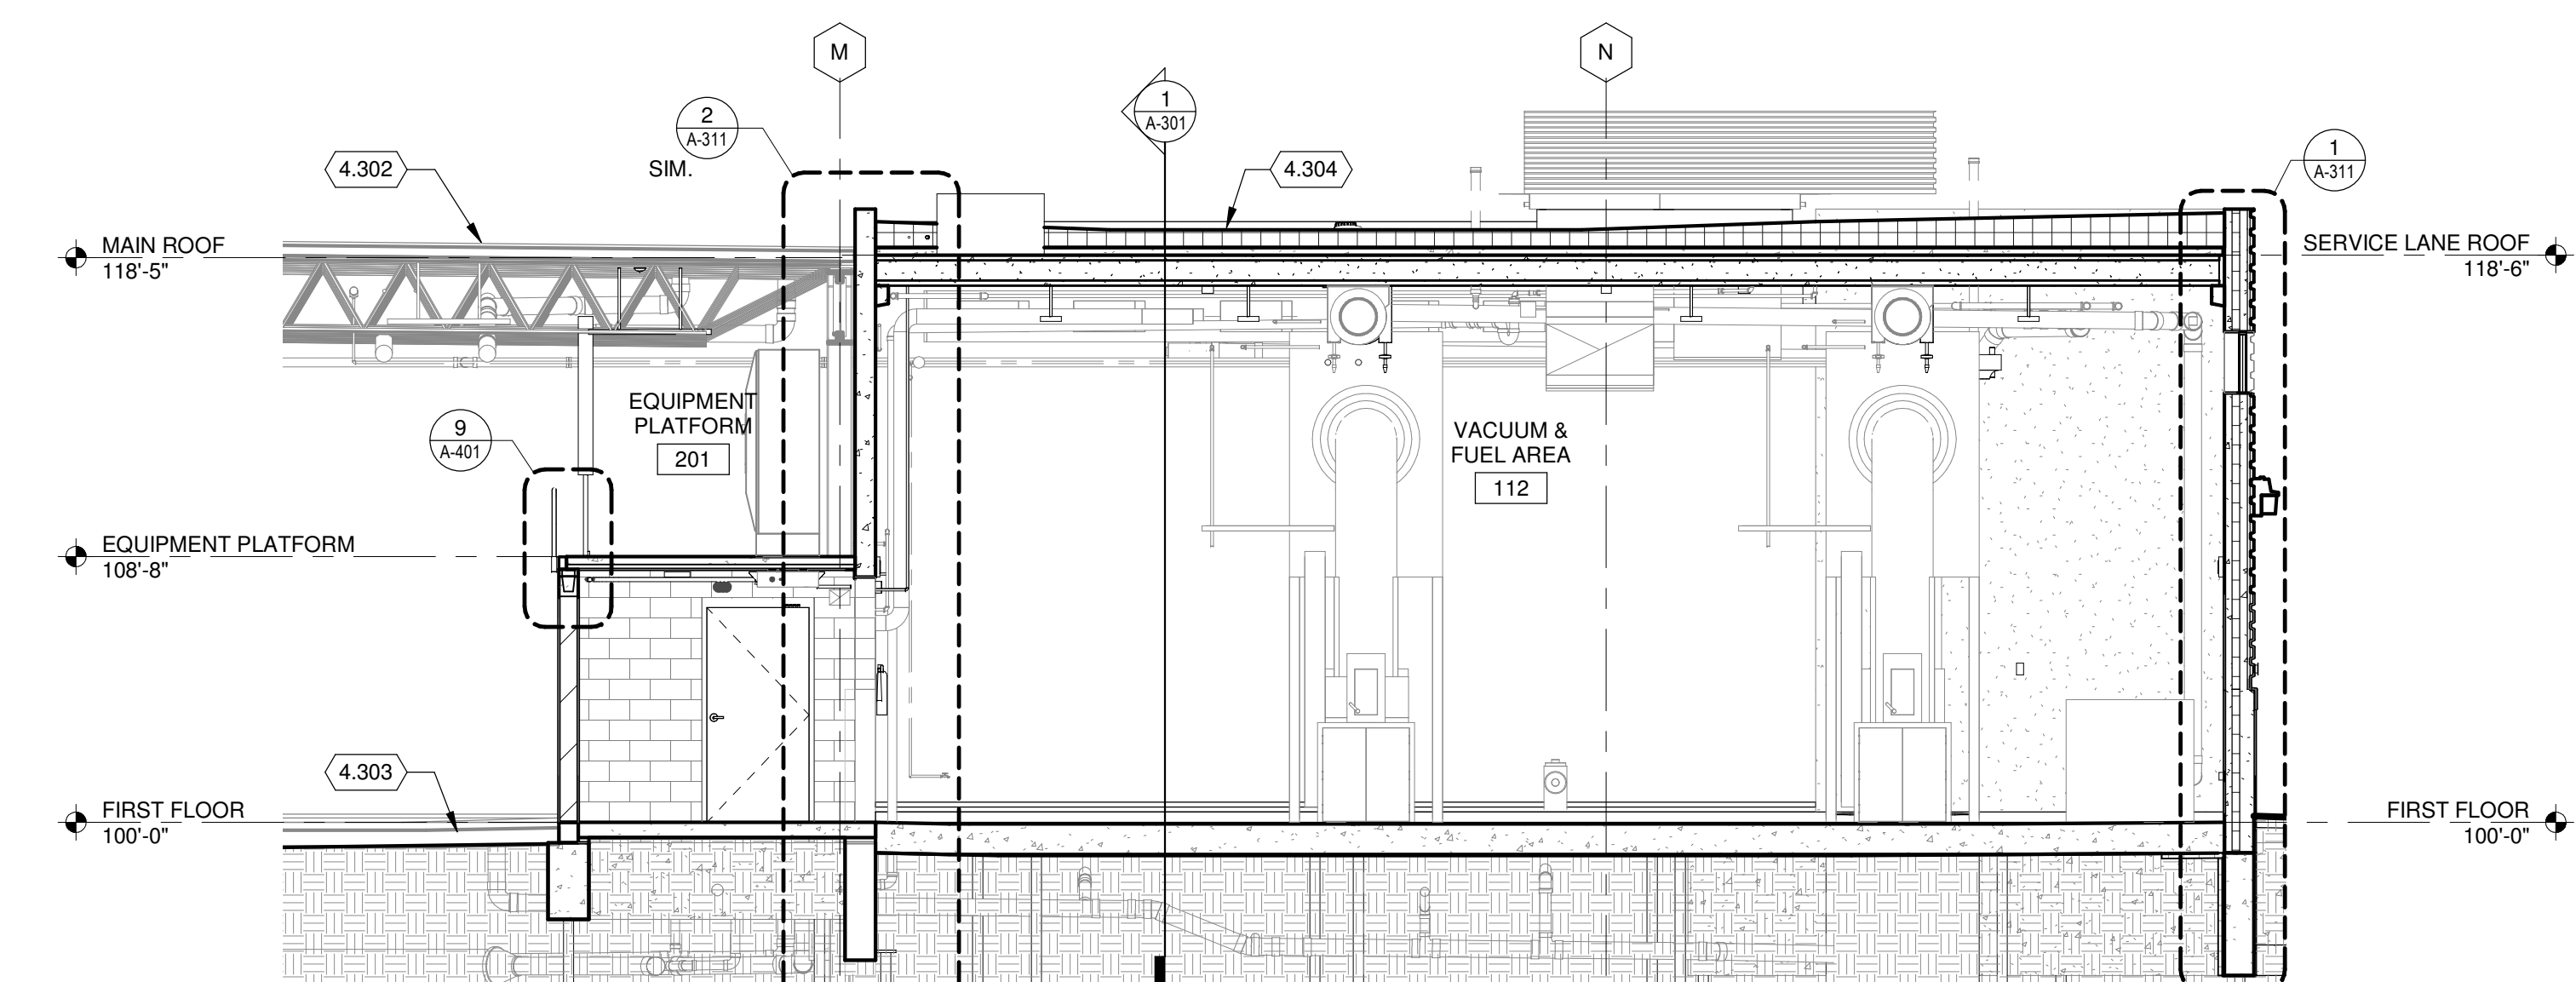 M
N
2
A-311
SIM.
1
A-301
4.302
4.304
1
A-311
MAIN ROOF
118'-5"
SERVICE LANE ROOF
118'-6"
EQUIPMENT
PLATFORM
201
9
A-401
VACUUM &
FUEL AREA
112
EQUIPMENT PLATFORM
108'-8"
4.303
FIRST FLOOR
100'-0"
FIRST FLOOR
100'-0"